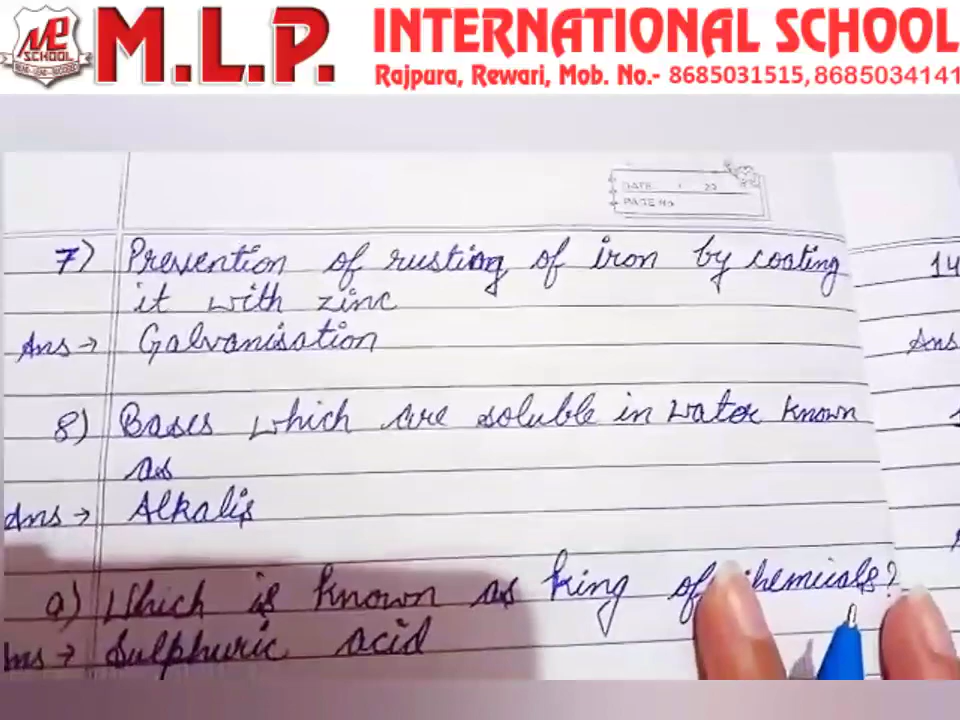 M.L.P. INTERNATIONAL SCHOOL
SCHOOL
Rajpura, Rewari, Mob. No.- 8685031515, 8685034141
DATE
PAGE No
7) Prevention of rusting of iron by coating
it with zinc
Ans → Galvanisation
8) Bases which are soluble in water known
as
Ans → Alkalis
9) Which is known as king of chemicals?
Ans → Sulphuric acid
14
Ans